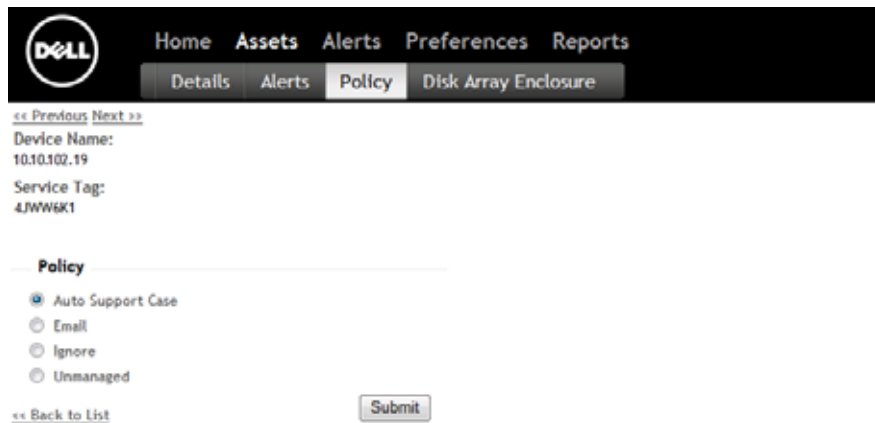 DELL
Home Assets Alerts Preferences Reports
Details Alerts Policy Disk Array Enclosure
<< Previous Next >>
Device Name:
10.10.102.19
Service Tag:
4JWW6K1
Policy
Auto Support Case
Email
Ignore
Unmanaged
<< Back to List
Submit